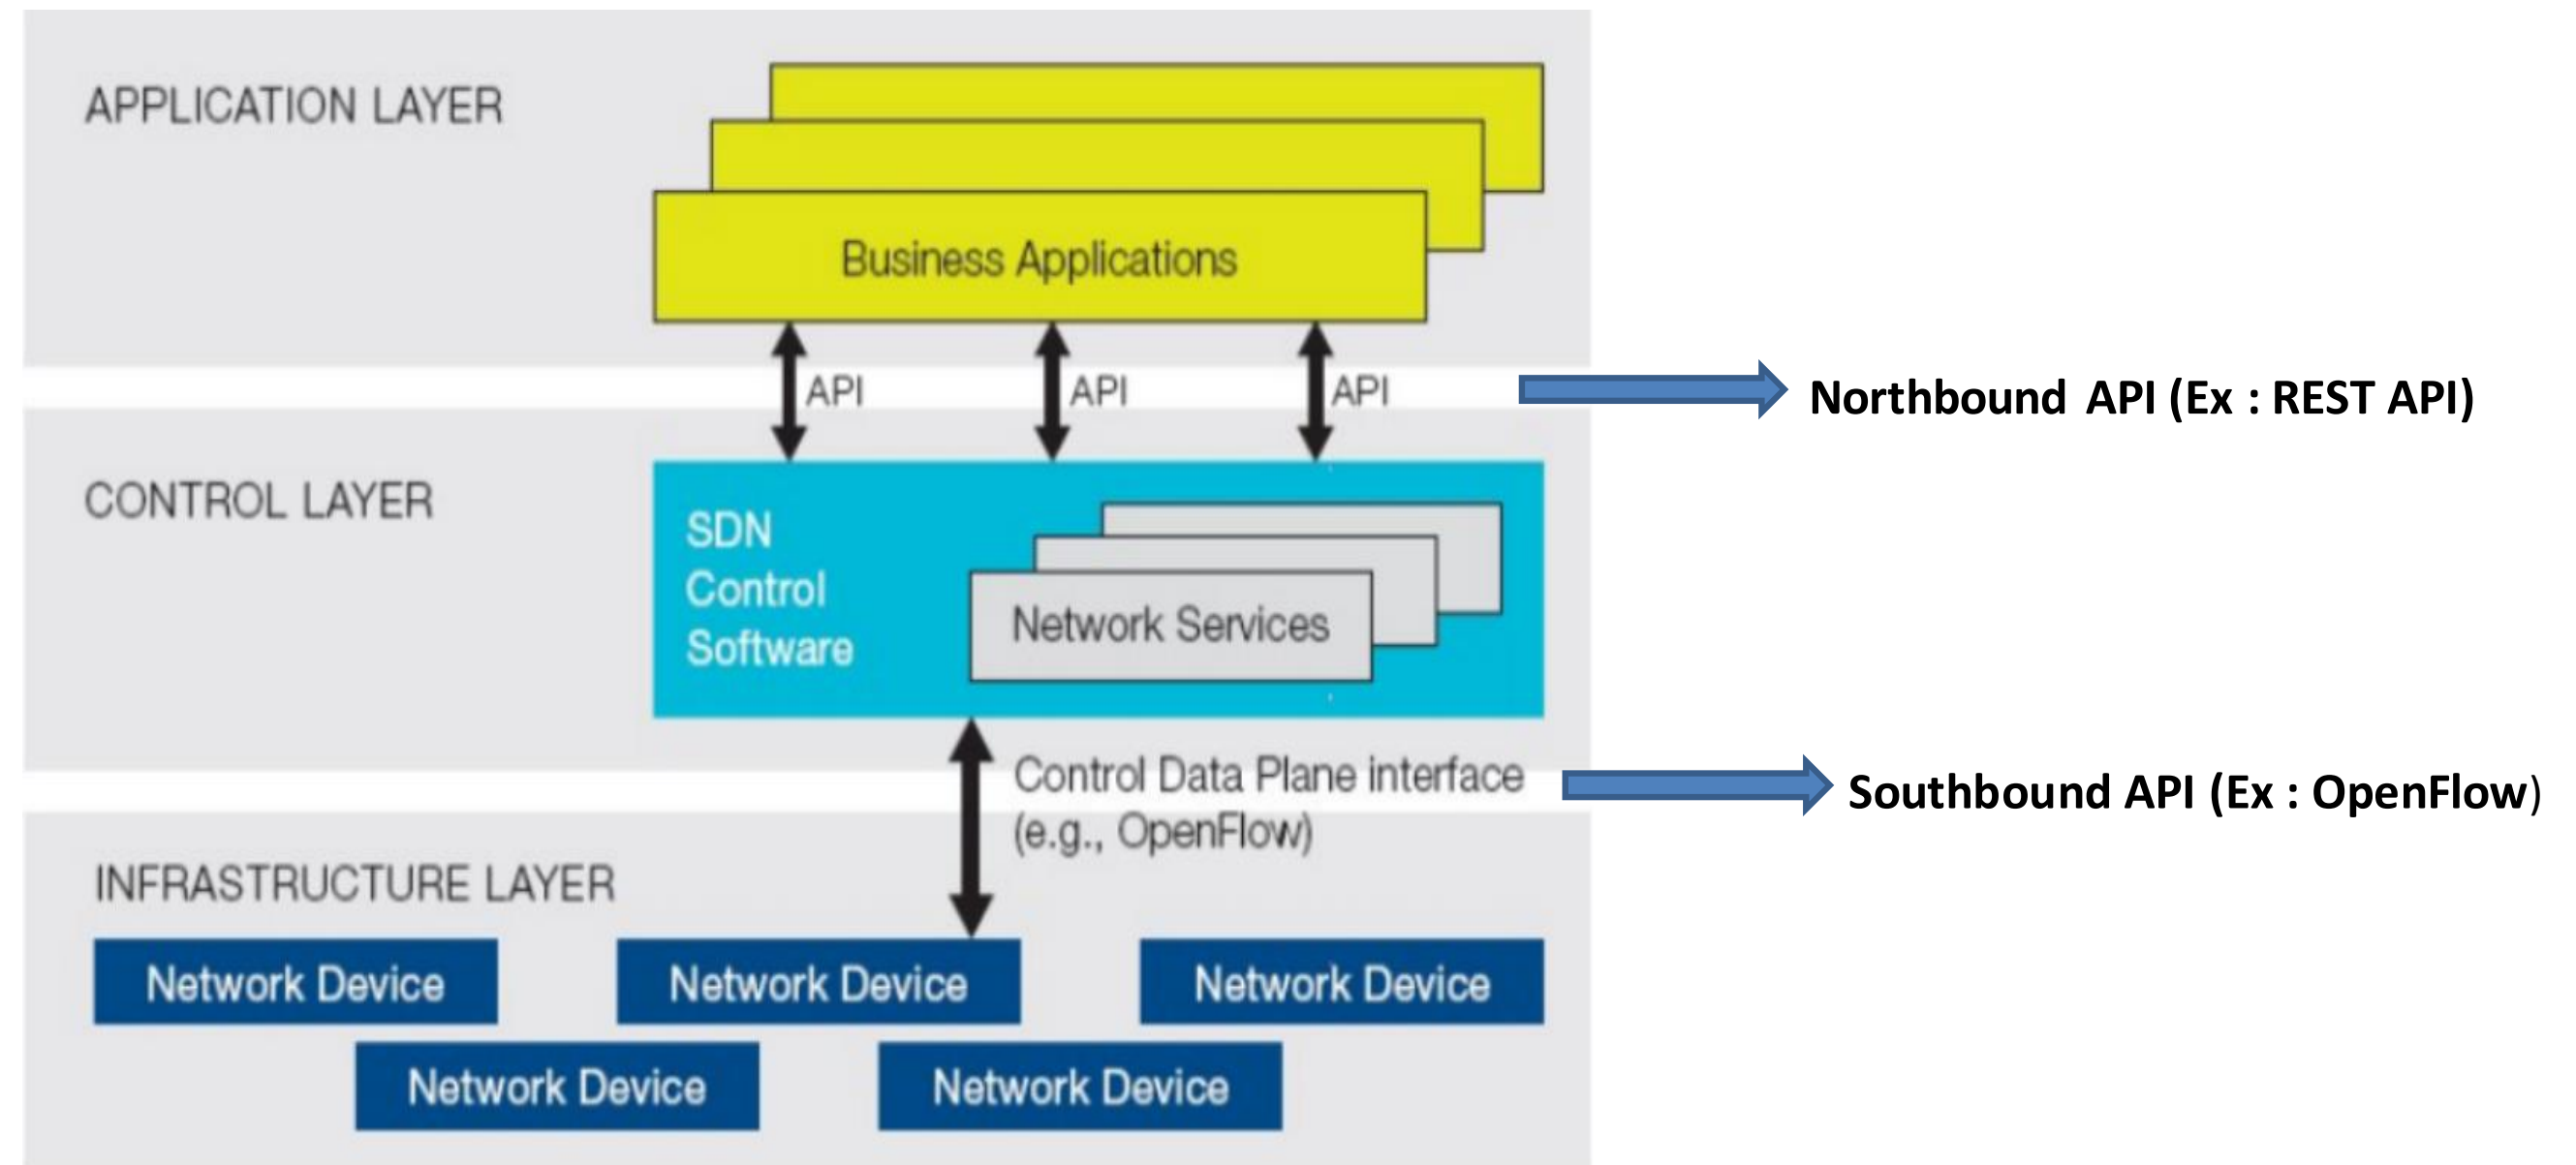 APPLICATION LAYER
Business Applications
API
API
API
Northbound API (Ex : REST API)
CONTROL LAYER
SDN
Control
Software
Network Services
Control Data Plane interface
(e.g., OpenFlow)
Southbound API (Ex : OpenFlow)
INFRASTRUCTURE LAYER
Network Device
Network Device
Network Device
Network Device
Network Device